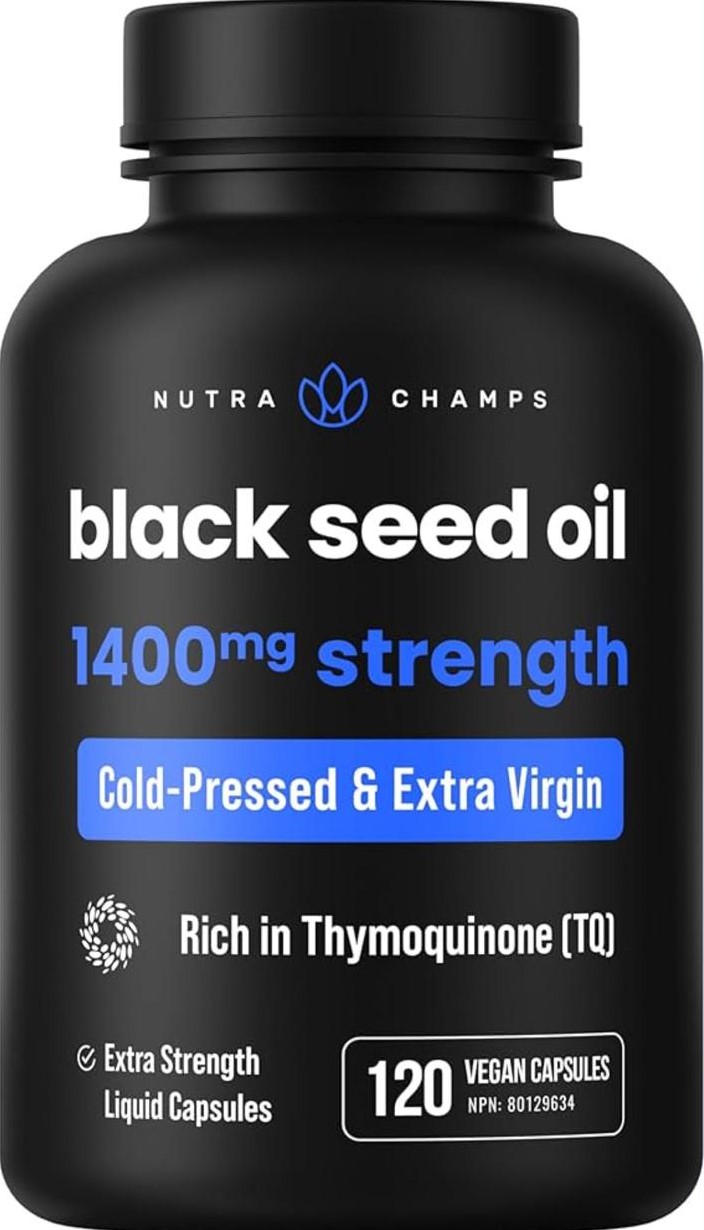 NUTRA CHAMPS
black seed oil
1400mg strength
Cold-Pressed & Extra Virgin
Rich in Thymoquinone (TQ)
Extra Strength
Liquid Capsules
120 VEGAN CAPSULES
NPN: 80129634